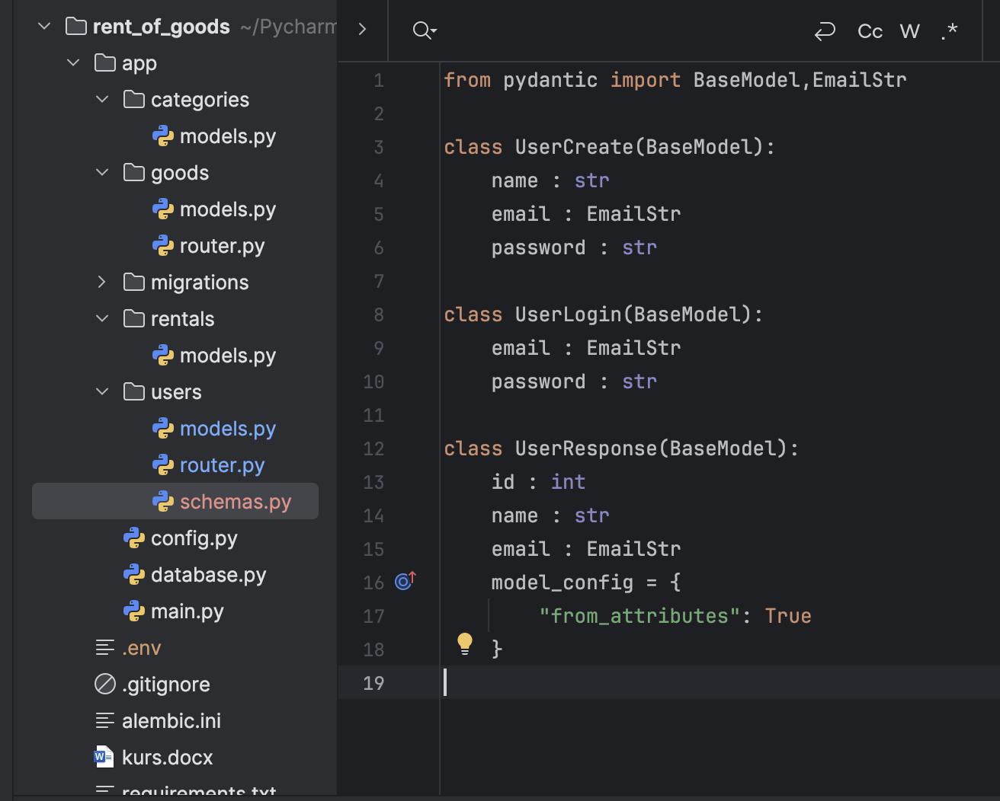 rent_of_goods ~/Pycharm
app
categories
models.py
goods
models.py
router.py
migrations
rentals
models.py
users
models.py
router.py
schemas.py
config.py
database.py
main.py
.env
.gitignore
alembic.ini
W kurs.docx
requirements.txt
Cc W .*
1 from pydantic import BaseModel,EmailStr
2
3 class UserCreate(BaseModel):
4 name : str
5 email : EmailStr
6 password : str
7
8 class UserLogin(BaseModel):
9 email : EmailStr
10 password : str
11
12 class UserResponse(BaseModel):
13 id : int
14 name : str
15 email : EmailStr
16 model_config = {
17 "from_attributes": True
18 }
19